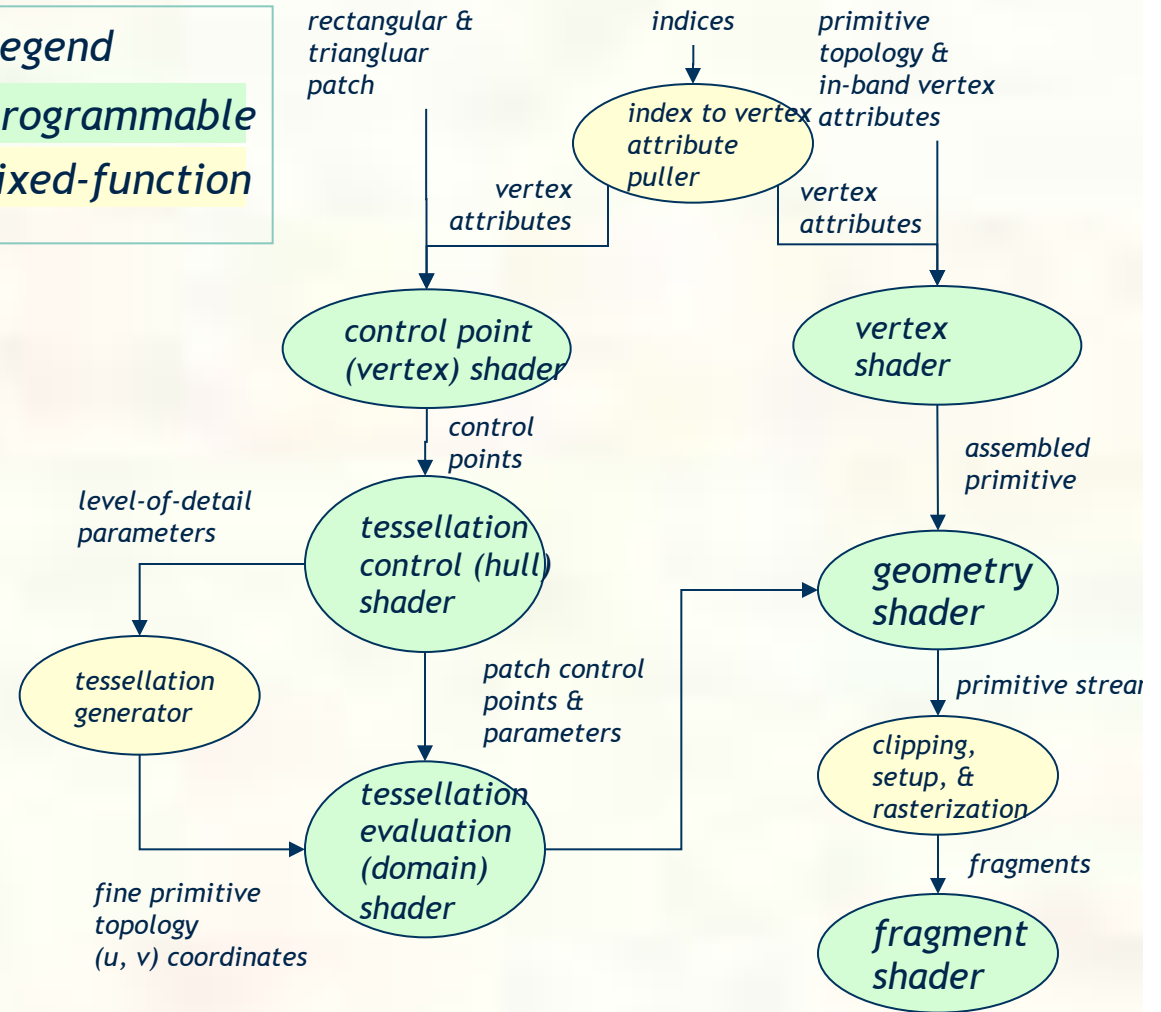 egend
rogrammable
ixed-function
rectangular &
triangluar
patch
indices
primitive
topology &
in-band vertex
attributes
index to vertex
attribute
puller
vertex
attributes
vertex
attributes
control point
(vertex) shader
vertex
shader
control
points
assembled
primitive
level-of-detail
parameters
tessellation
control (hull)
shader
geometry
shader
tessellation
generator
patch control
points &
parameters
primitive strear
clipping,
setup, &
rasterization
tessellation
evaluation
(domain)
shader
fragments
fine primitive
topology
(u, v) coordinates
fragment
shader